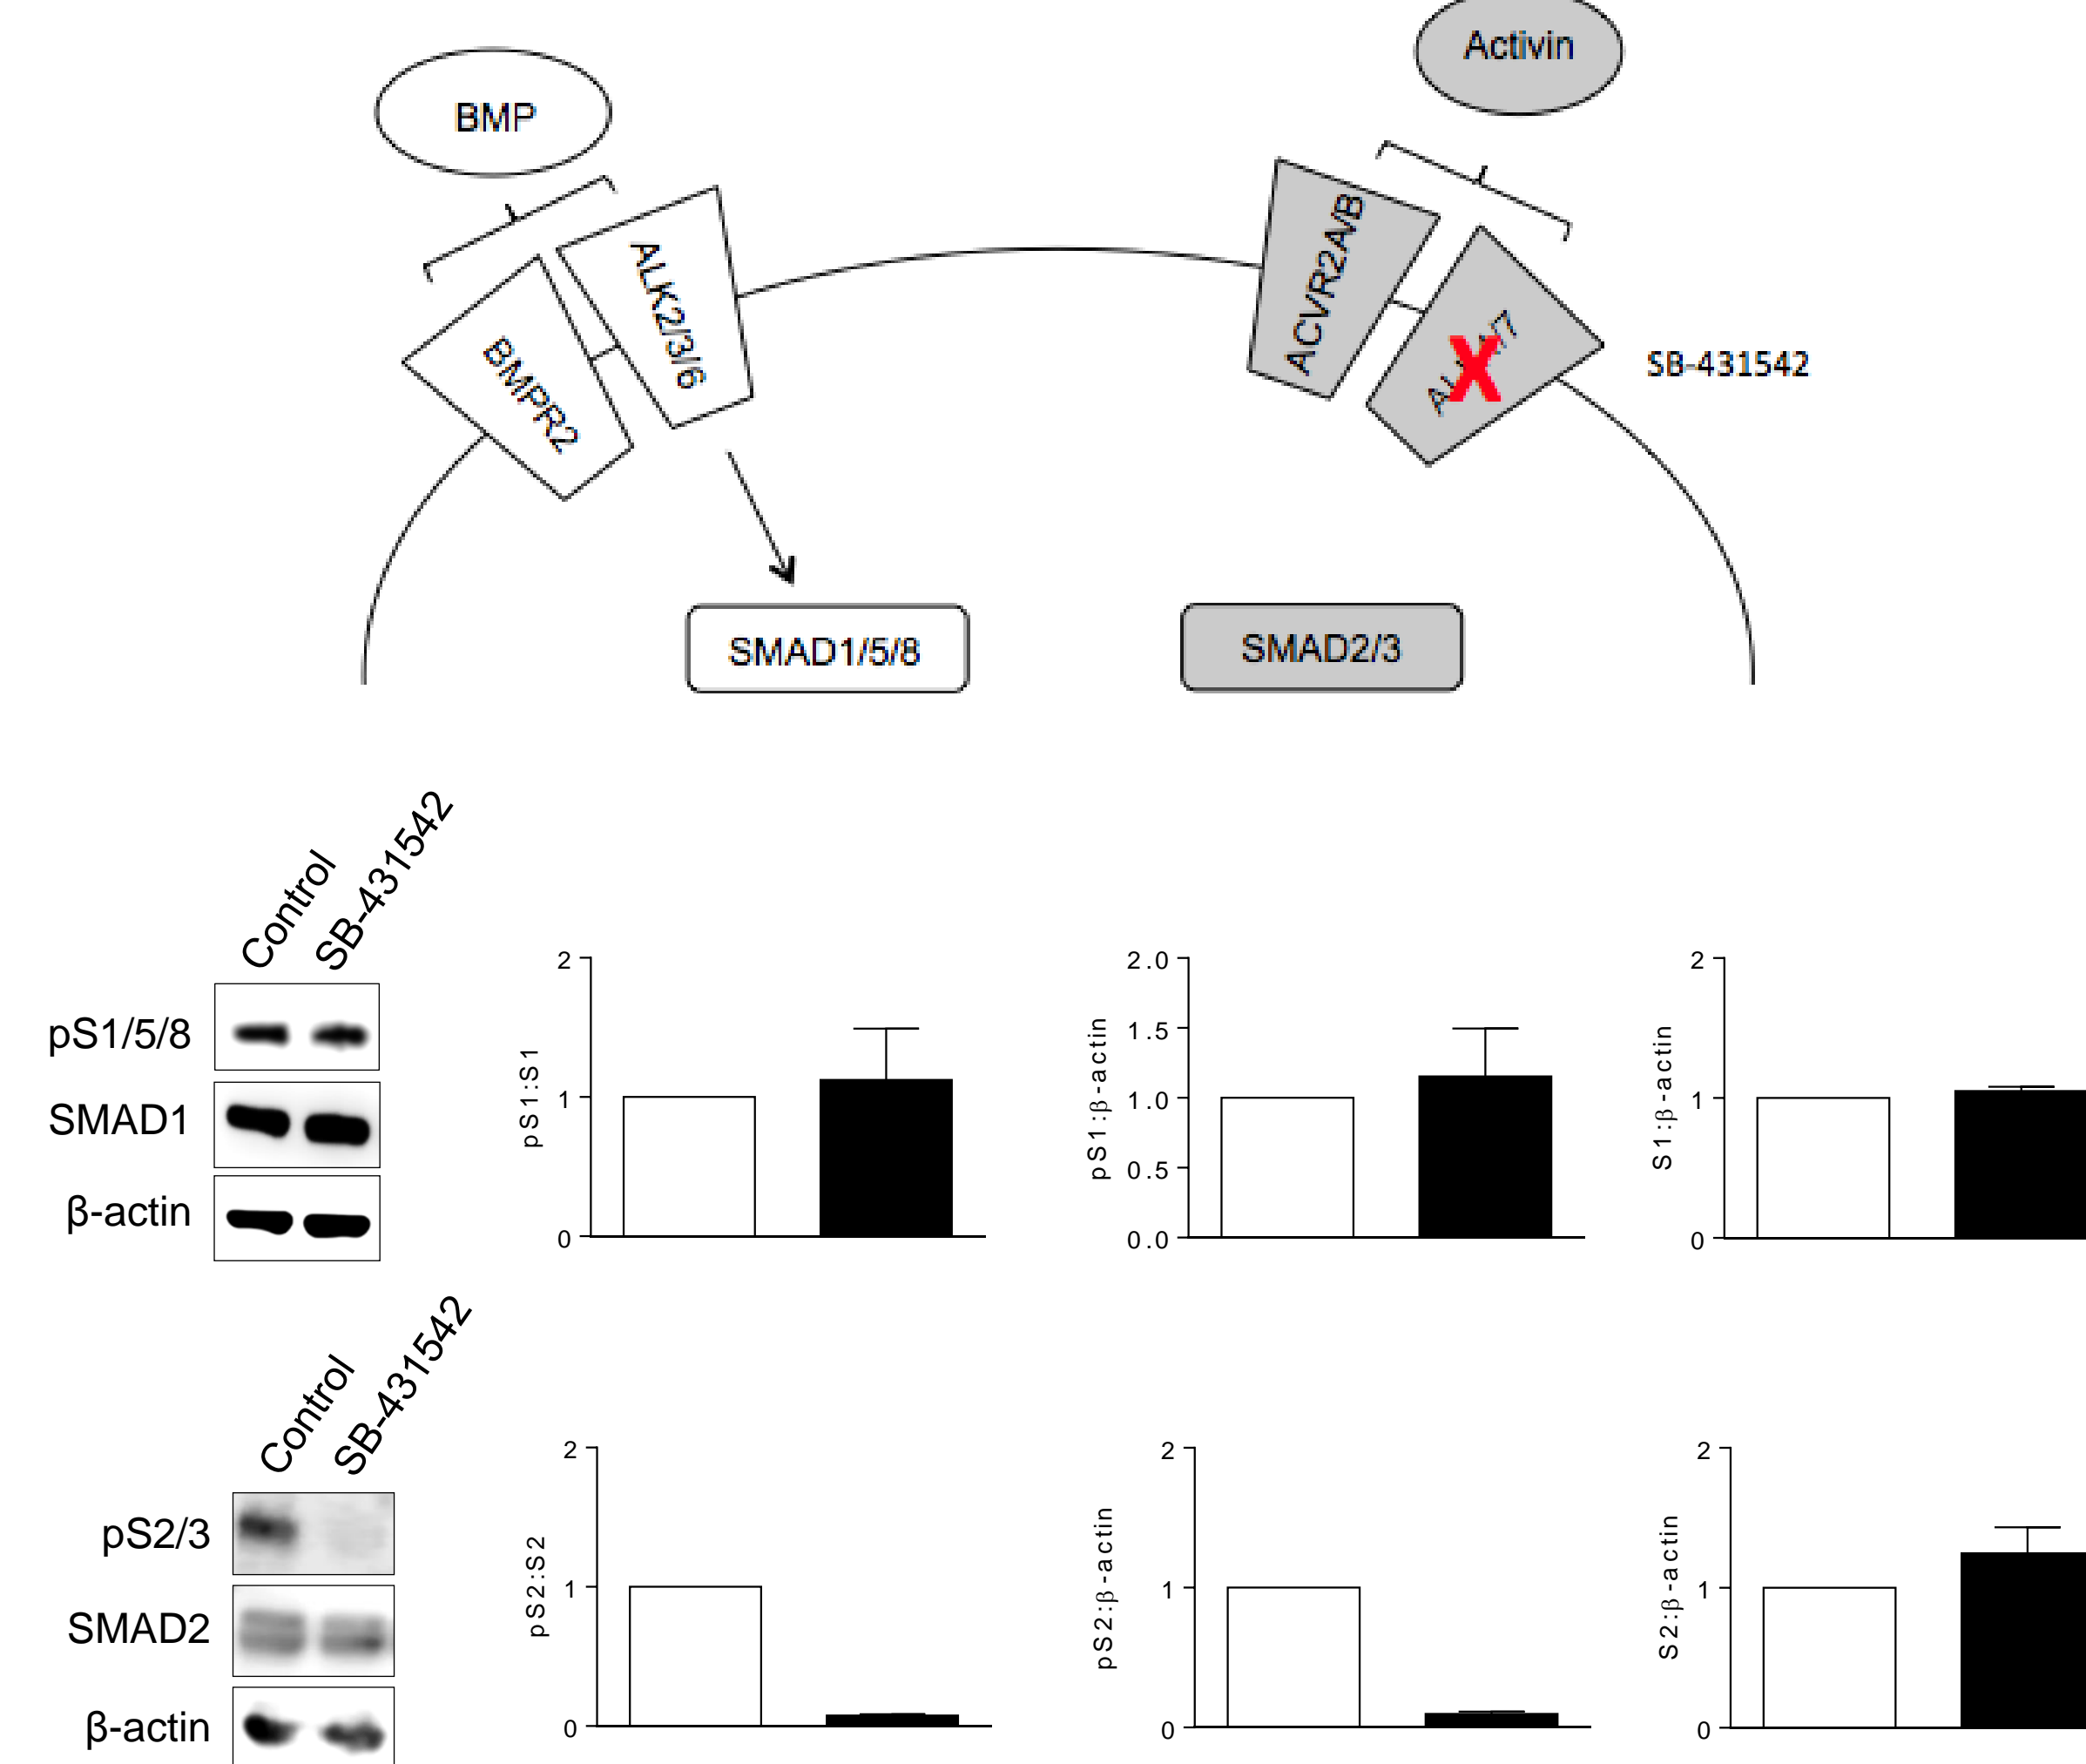 Activin
BMP
ACVR2A/B
ALK2/3/6
BMPR2
X
SB-431542
SMAD1/5/8
SMAD2/3
Control
SB-431542
pS1/5/8
SMAD1
β-actin
pS1:S1
2
1
0
pS1:β-actin
2.0
1.5
1.0
0.5
0.0
S1:β-actin
2
1
0
Control
SB-431542
pS2/3
SMAD2
β-actin
pS2:S2
2
1
0
pS2:β-actin
2
1
0
S2:β-actin
2
1
0